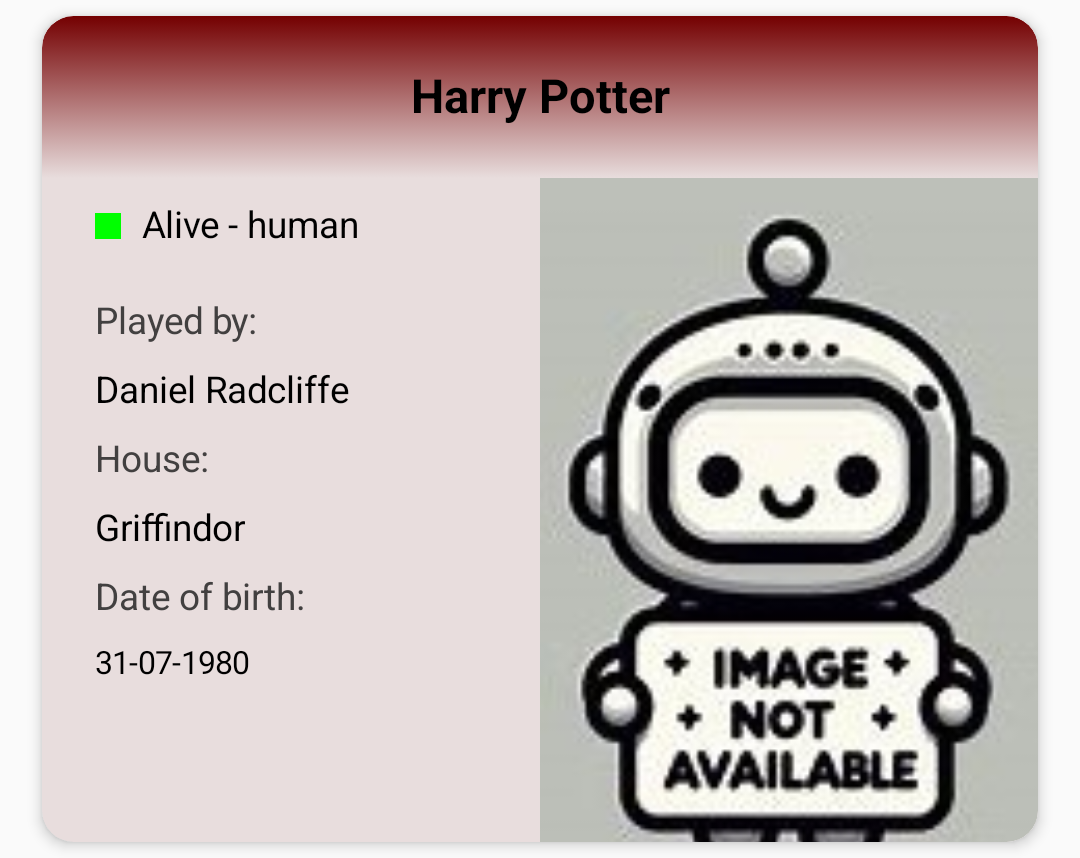 Harry Potter
Alive - human
Played by:
Daniel Radcliffe
House:
Griffindor
Date of birth:
31-07-1980
IMAGE
NOT
AVAILABLE